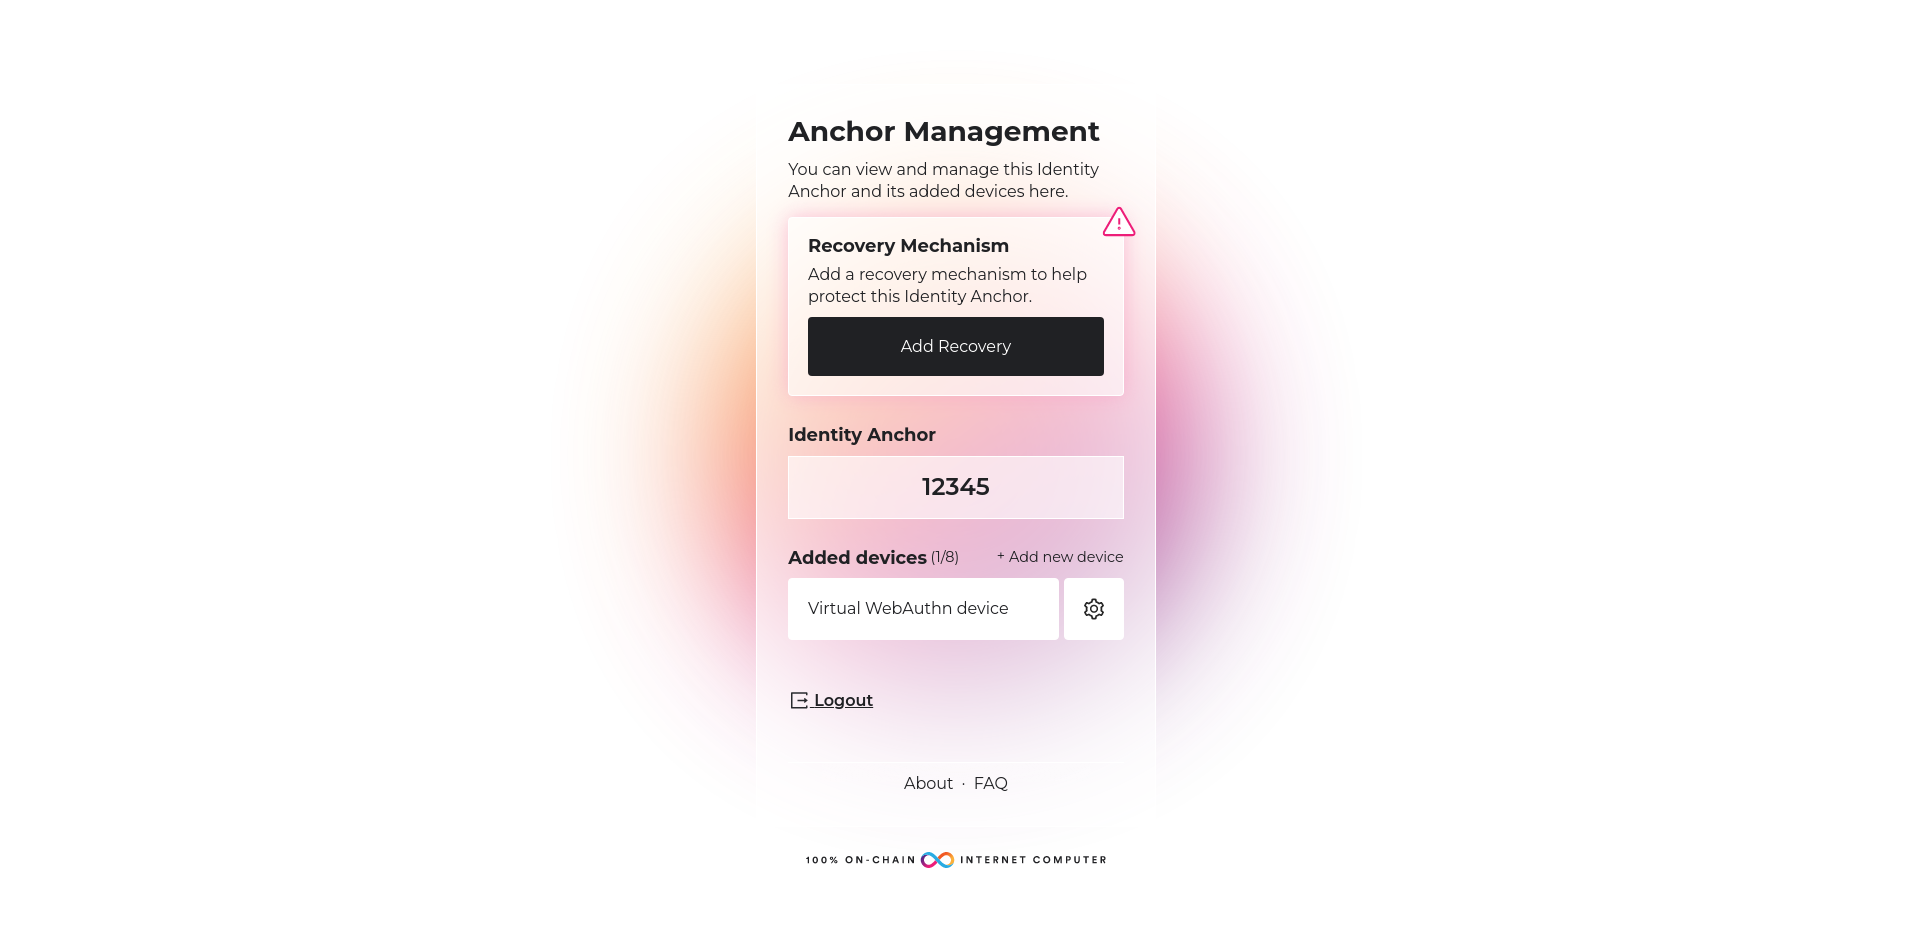 Anchor Management
You can view and manage this Identity
Anchor and its added devices here.
Recovery Mechanism
Add a recovery mechanism to help
protect this Identity Anchor.
Add Recovery
Identity Anchor
12345
Added devices (1/8) + Add new device
Virtual WebAuthn device
Logout
About · FAQ
100% ON-CHAIN INTERNET COMPUTER